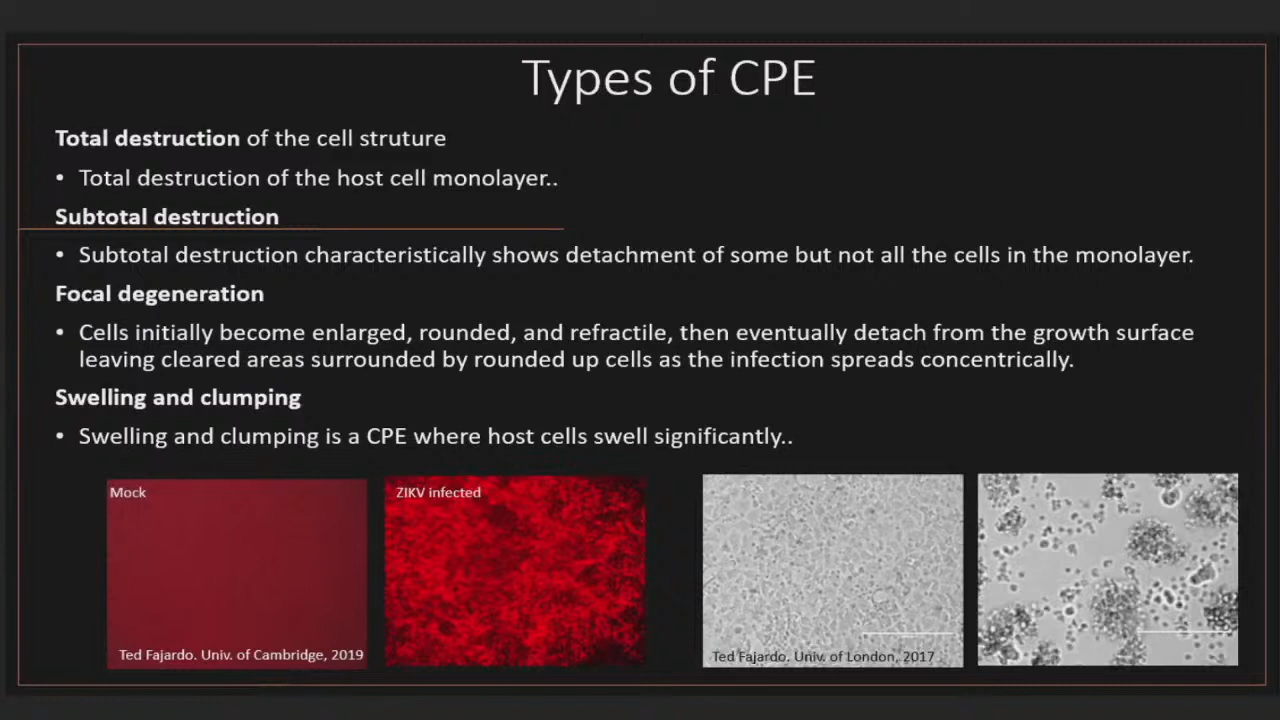 Types of CPE
Total destruction of the cell struture
• Total destruction of the host cell monolayer..
Subtotal destruction
• Subtotal destruction characteristically shows detachment of some but not all the cells in the monolayer.
Focal degeneration
• Cells initially become enlarged, rounded, and refractile, then eventually detach from the growth surface
leaving cleared areas surrounded by rounded up cells as the infection spreads concentrically.
Swelling and clumping
• Swelling and clumping is a CPE where host cells swell significantly..
Mock
ZIKV infected
Ted Fajardo. Univ. of Cambridge, 2019
Ted Fajardo. Univ. of London, 2017